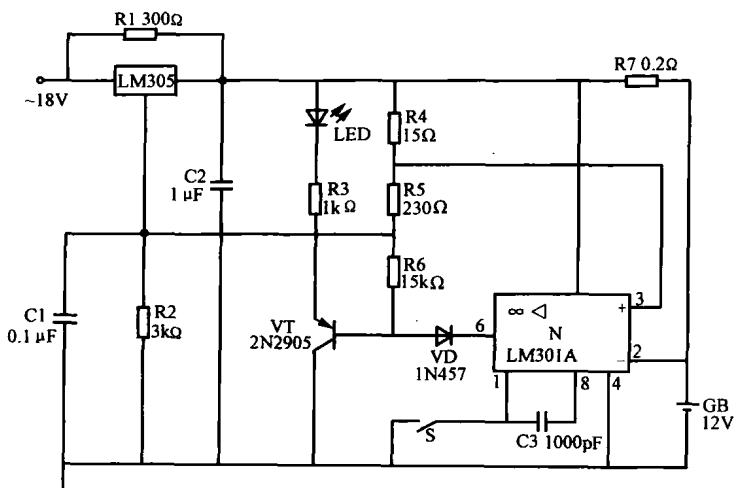 R1 300Ω
LM305
~18V
R7 0.2Ω
LED
R4
15Ω
C2
1 μF
R3
1kΩ
R5
230Ω
R6
15kΩ
C1
0.1 μF
R2
3kΩ
VT
2N2905
VD
1N457
6
∞ ◁
N
LM301A
+
3
−
2
1
8
4
S
C3 1000pF
GB
12V